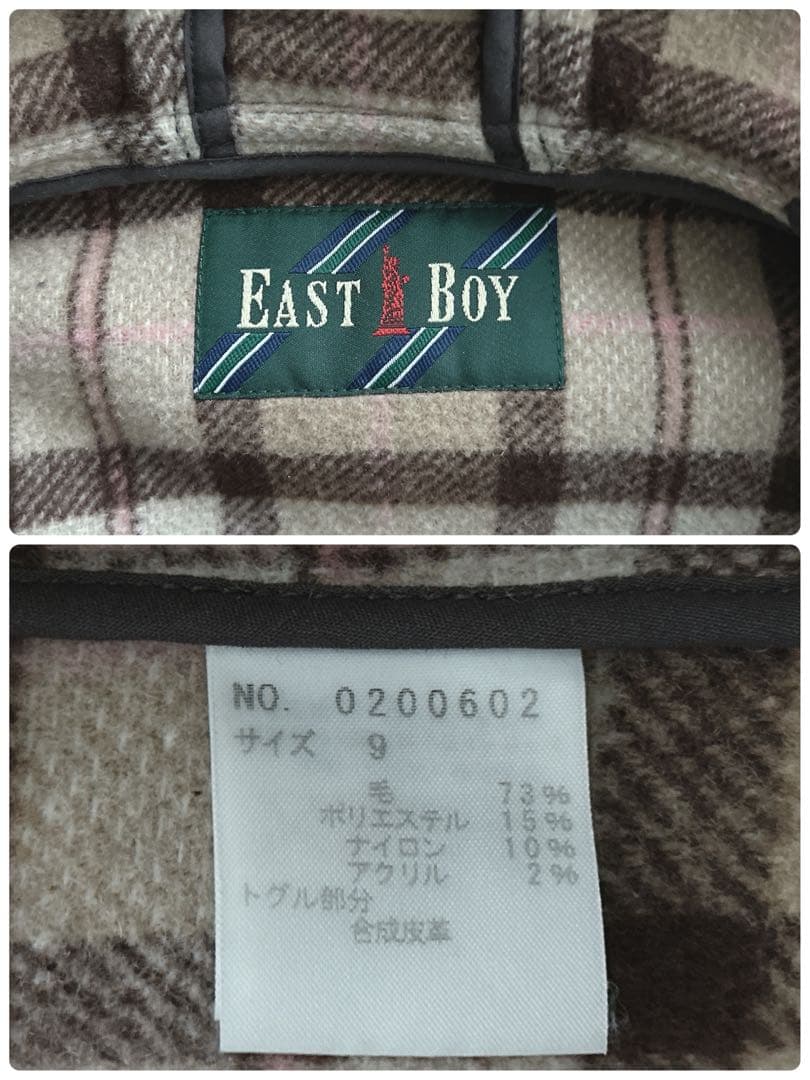 EAST BOY
NO. 0200602
サイズ 9
毛 73%
ポリエステル 15%
ナイロン 10%
アクリル 2%
トグル部分
合成皮革